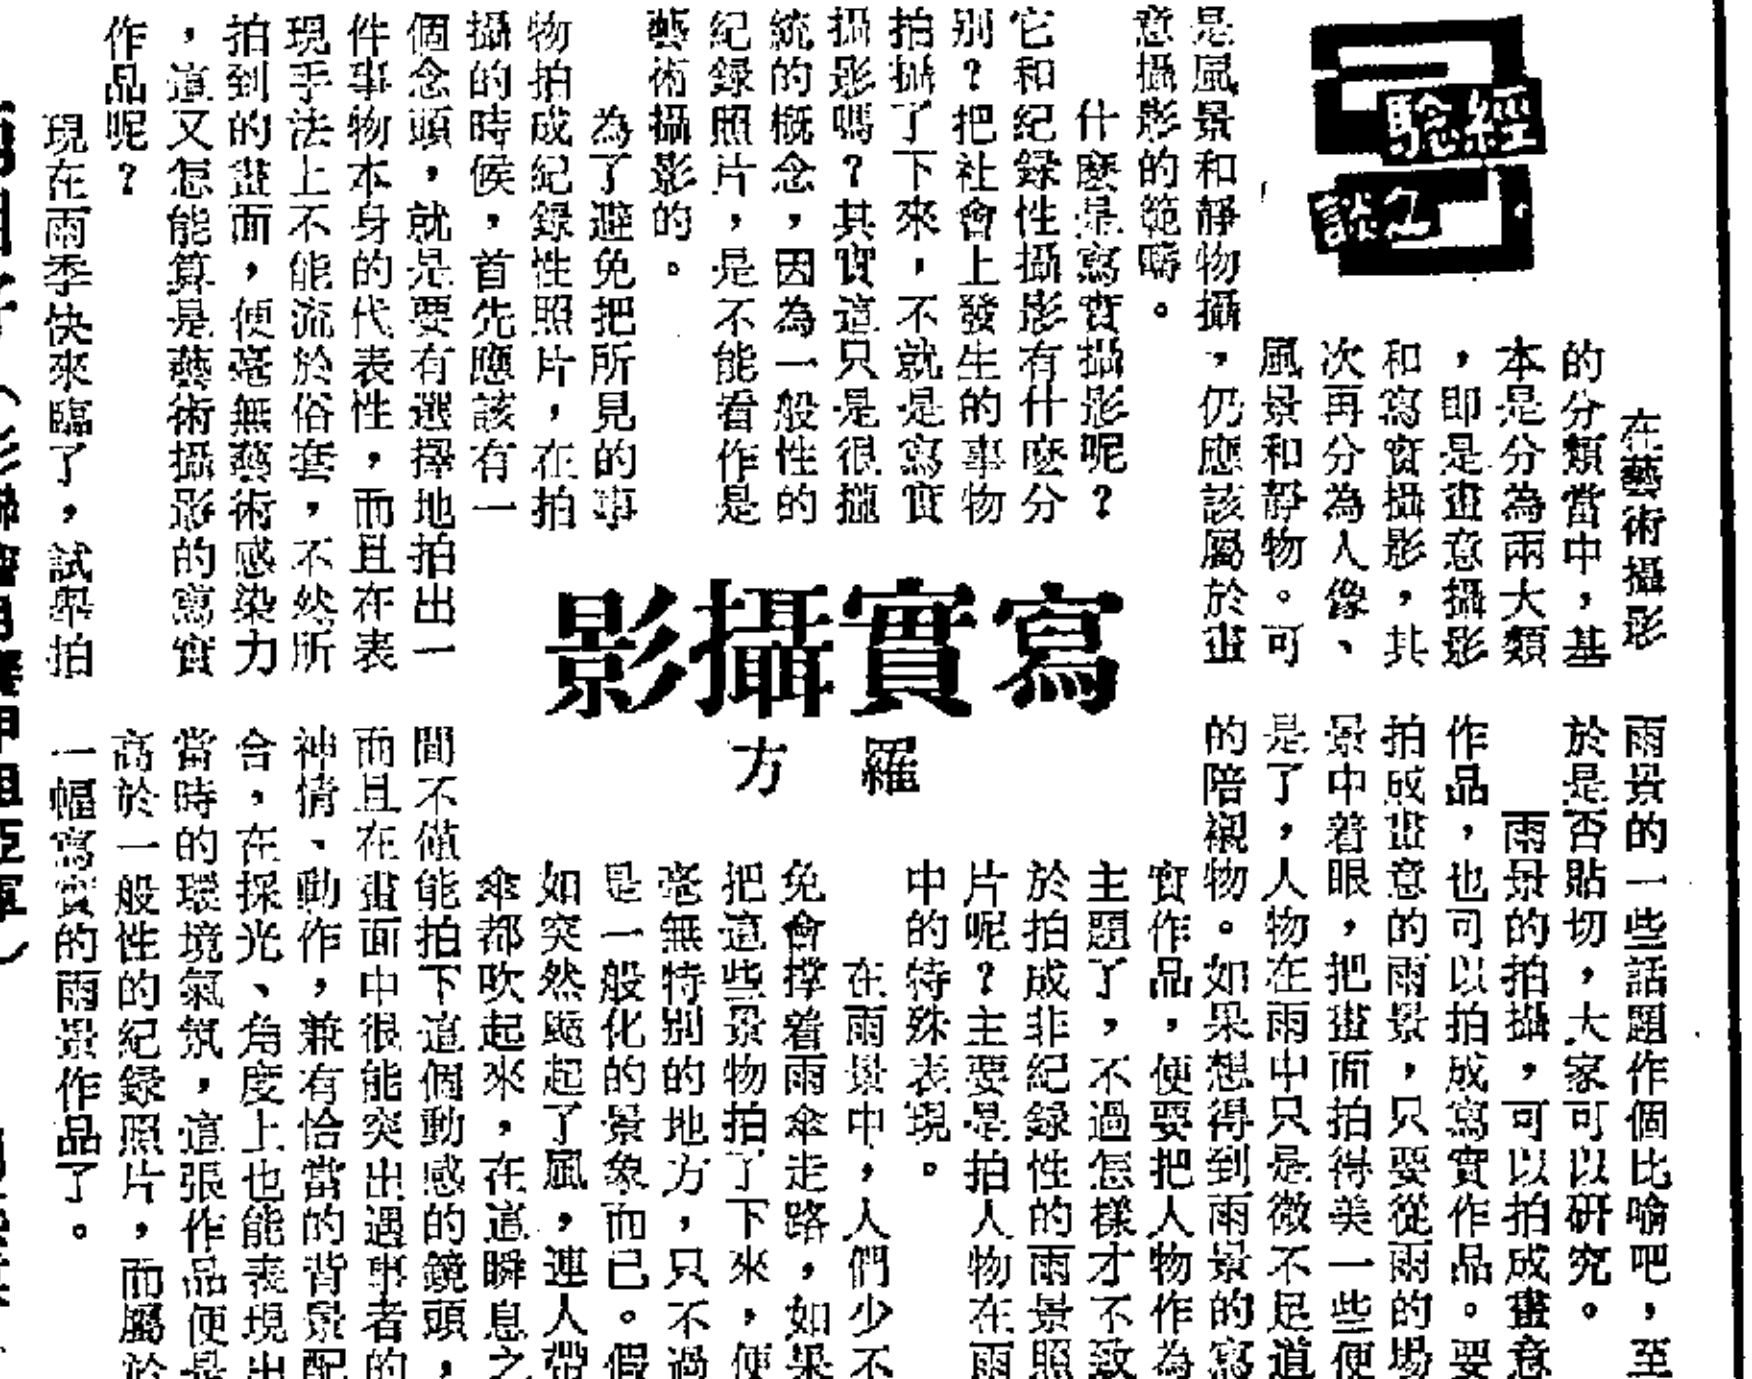 經驗
之談
寫實攝影
羅方
在藝術攝影
的分類當中，基
本是分為兩大類
，即是畫意攝影
和寫實攝影，共
次再分為人像、
風景和靜物。可
是風景和靜物攝，仍應該屬於畫
意攝影的範疇。
什麼是寫實攝影呢？
它和紀錄性攝影有什麼分
別？把社會上發生的事物
拍攝了下來，不就是寫實
攝影嗎？其實這只是很攏
統的概念，因為一般性的
紀錄照片，是不能看作是
藝術攝影的。
為了避免把所見的事
物拍成紀錄性照片，在拍
攝的時候，首先應該有一
個念頭，就是要有選擇地拍出一
件事物本身的代表性，而且在表
現手法上不能流於俗套，不然所
拍到的畫面，便毫無藝術感染力
，這又怎能算是藝術攝影的寫實
作品呢？
現在雨季快來臨了，試舉拍
雨景的一些話題作個比喻吧，至
於是否貼切，大家可以研究。
雨景的拍攝，可以拍成畫意
作品，也可以拍成寫實作品。要
拍成畫意的雨景，只要從雨的場
景中着眼，把畫面拍得美一些便
是了，人物在雨中只是微不足道
的陪襯物。如果想得到雨景的寫
實作品，便要把人物作為
主題了，不過怎樣才不致
於拍成非紀錄性的雨景照
片呢？主要是拍人物在雨
中的特殊表現。
在雨景中，人們少不
免會撑着雨傘走路，如果
把這些景物拍了下來，便
毫無特別的地方，只不過
是一般化的景象而已。假
如突然颳起了風，連人帶
傘都吹起來，在這瞬息之
間不僅能拍下這個動感的鏡頭，
而且在畫面中很能突出遇事者的
神情、動作，兼有恰當的背景配
合，在採光、角度上也能表現出
當時的環境氣氛，這張作品便是
高於一般性的紀錄照片，而屬於
一幅寫實的雨景作品了。